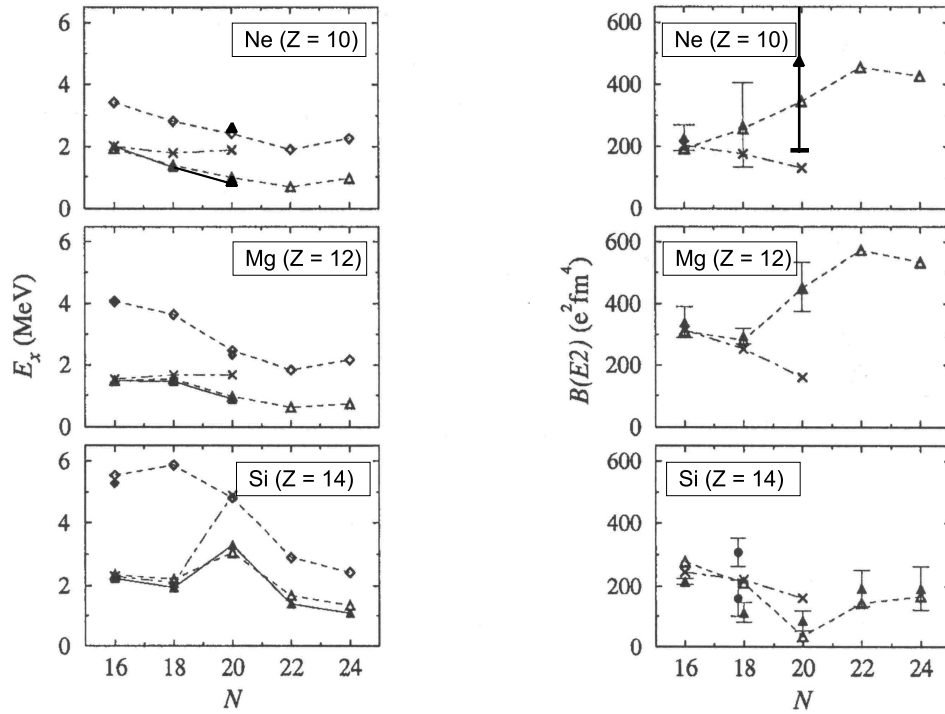 6
4
2
0
Ne (Z = 10)
6
4
2
0
Mg (Z = 12)
6
4
2
0
Si (Z = 14)
16 18 20 22 24
N
E_x (MeV)
600
400
200
0
Ne (Z = 10)
600
400
200
0
Mg (Z = 12)
600
400
200
0
Si (Z = 14)
16 18 20 22 24
N
B(E2) (e²fm⁴)